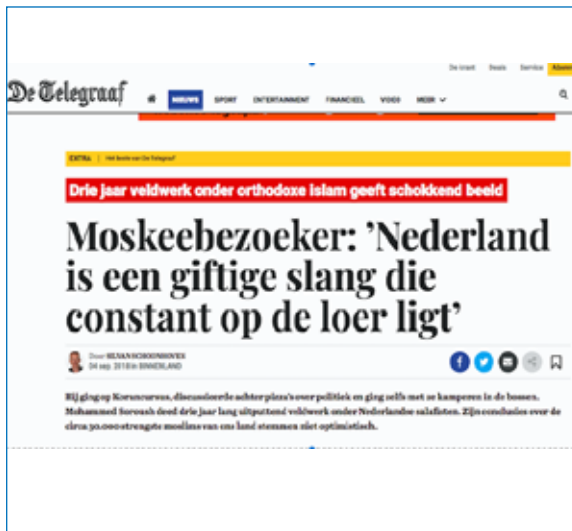 De krant Deals Service
De Telegraaf NIEUWS SPORT ENTERTAINMENT FINANCIEEL VIDEO MEER
EXTRA | Het beste van De Telegraaf
Drie jaar veldwerk onder orthodoxe islam geeft schokkend beeld
Moskeebezoeker: ’Nederland
is een giftige slang die
constant op de loer ligt’
Door SILVAN SCHOONHOVEN
04 sep. 2018 in BINNENLAND
Hij ging op Korancursus, discussieerde achter pizza's over politiek en ging zelfs met ze kamperen in de bossen.
Mohammed Soroush deed drie jaar lang uitputtend veldwerk onder Nederlandse salafisten. Zijn conclusies over de
circa 30.000 strengste moslims van ons land stemmen niet optimistisch.